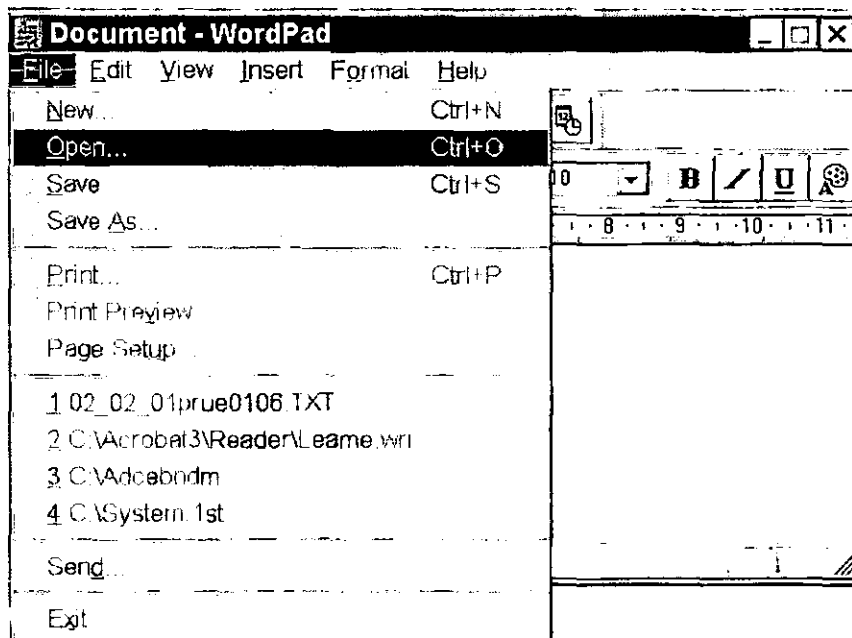 Document - WordPad
File Edit View Insert Format Help
New... Ctrl+N
Open... Ctrl+O
Save Ctrl+S
Save As...
Print... Ctrl+P
Print Preview
Page Setup...
1 02_02_01prue0106.TXT
2 C:\Acrobat3\Reader\Leame.wri
3 C:\Adcebndm
4 C:\System.1st
Send...
Exit
12
10 B / U A
8 9 10 11